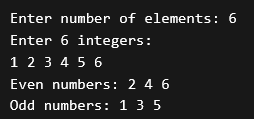 Enter number of elements: 6
Enter 6 integers:
1 2 3 4 5 6
Even numbers: 2 4 6
Odd numbers: 1 3 5